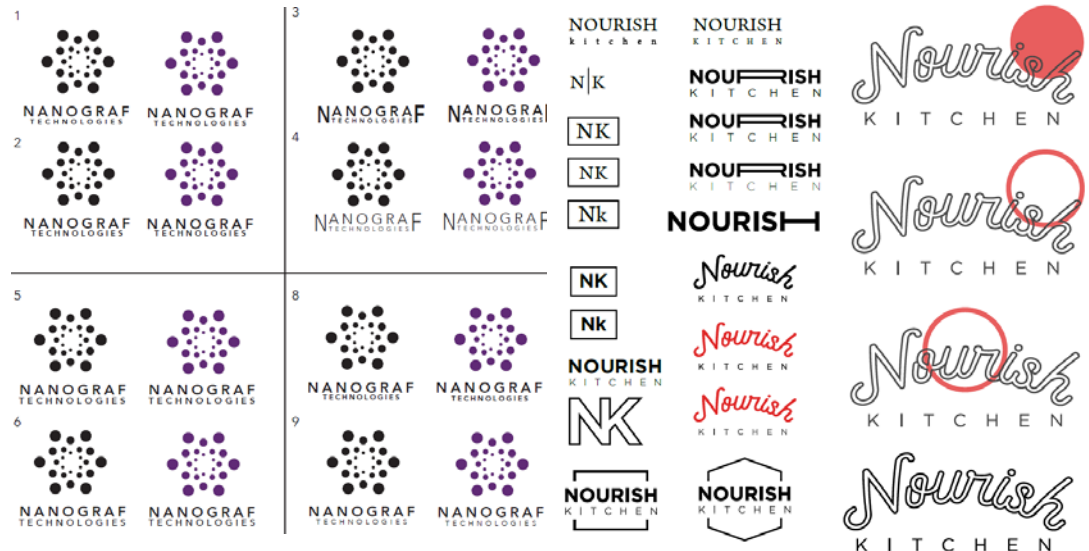 1
NANOGRAF NANOGRAF
TECHNOLOGIES TECHNOLOGIES
2
NANOGRAF NANOGRAF
TECHNOLOGIES TECHNOLOGIES
3
NANOGRAF NANOGRAF
TECHNOLOGIES TECHNOLOGIES
4
NANOGRAF NANOGRAF
TECHNOLOGIES TECHNOLOGIES
5
NANOGRAF NANOGRAF
TECHNOLOGIES TECHNOLOGIES
6
NANOGRAF NANOGRAF
TECHNOLOGIES TECHNOLOGIES
8
NANOGRAF NANOGRAF
TECHNOLOGIES TECHNOLOGIES
9
NANOGRAF NANOGRAF
TECHNOLOGIES TECHNOLOGIES
NOURISH
kitchen
N|K
NK
NK
Nk
NK
Nk
NOURISH
KITCHEN
NK
NOURISH
KITCHEN
NOURISH
KITCHEN
NOURISH
KITCHEN
NOURISH
KITCHEN
NOURISH
KITCHEN
NOURISH
Nourish
KITCHEN
Nourish
KITCHEN
Nourish
KITCHEN
NOURISH
KITCHEN
Nourish
KITCHEN
Nourish
KITCHEN
Nourish
KITCHEN
Nourish
KITCHEN